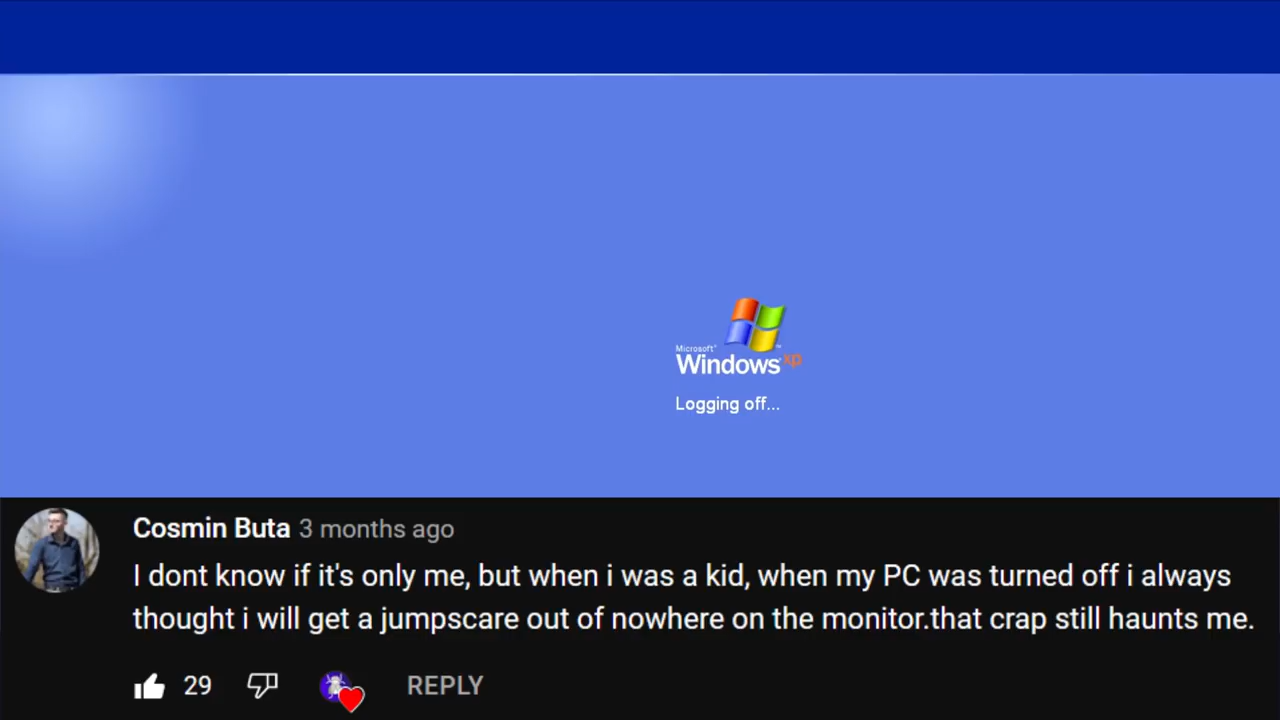 Microsoft
Windows xp
Logging off...
Cosmin Buta 3 months ago
I dont know if it's only me, but when i was a kid, when my PC was turned off i always
thought i will get a jumpscare out of nowhere on the monitor.that crap still haunts me.
29 REPLY